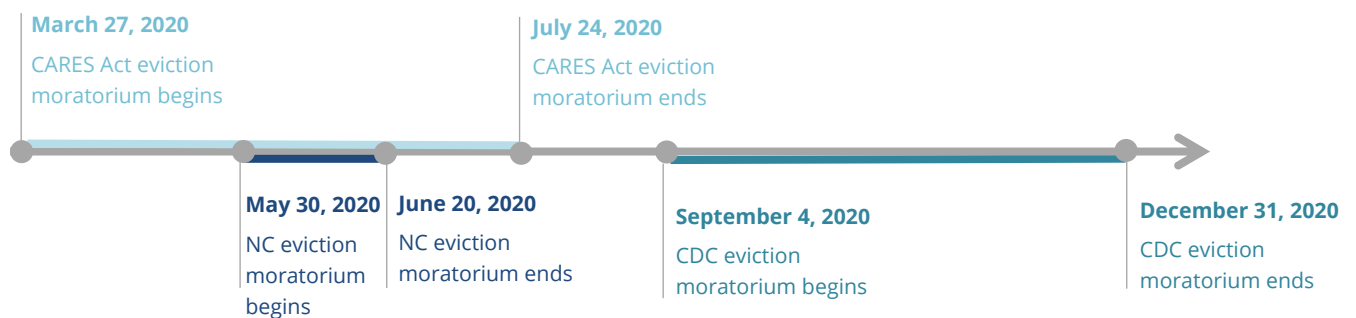 March 27, 2020
CARES Act eviction
moratorium begins
July 24, 2020
CARES Act eviction
moratorium ends
May 30, 2020
NC eviction
moratorium
begins
June 20, 2020
NC eviction
moratorium ends
September 4, 2020
CDC eviction
moratorium begins
December 31, 2020
CDC eviction
moratorium ends